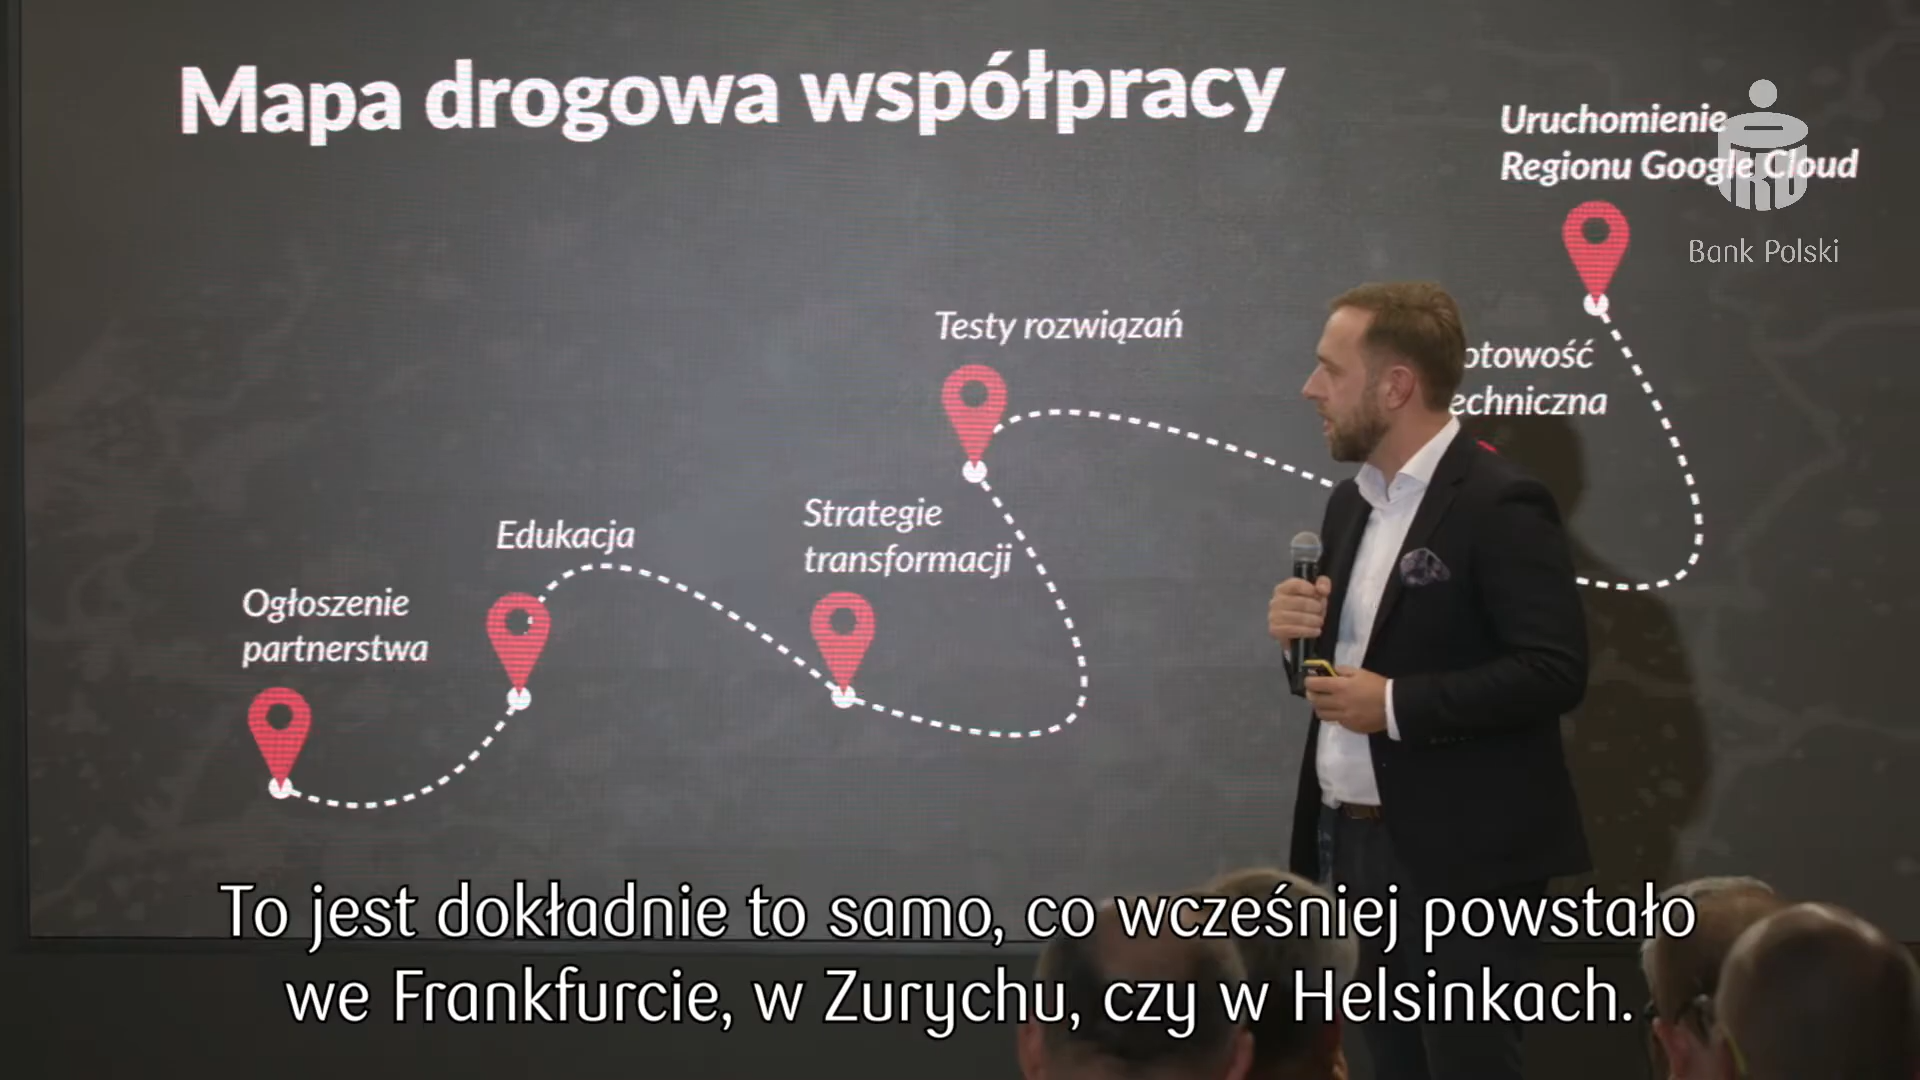 Mapa drogowa współpracy
Uruchomienie
Regionu Google Cloud
Bank Polski
Testy rozwiązań
otowość
echniczna
Strategie
transformacji
Edukacja
Ogłoszenie
partnerstwa
To jest dokładnie to samo, co wcześniej powstało
we Frankfurcie, w Zurychu, czy w Helsinkach.